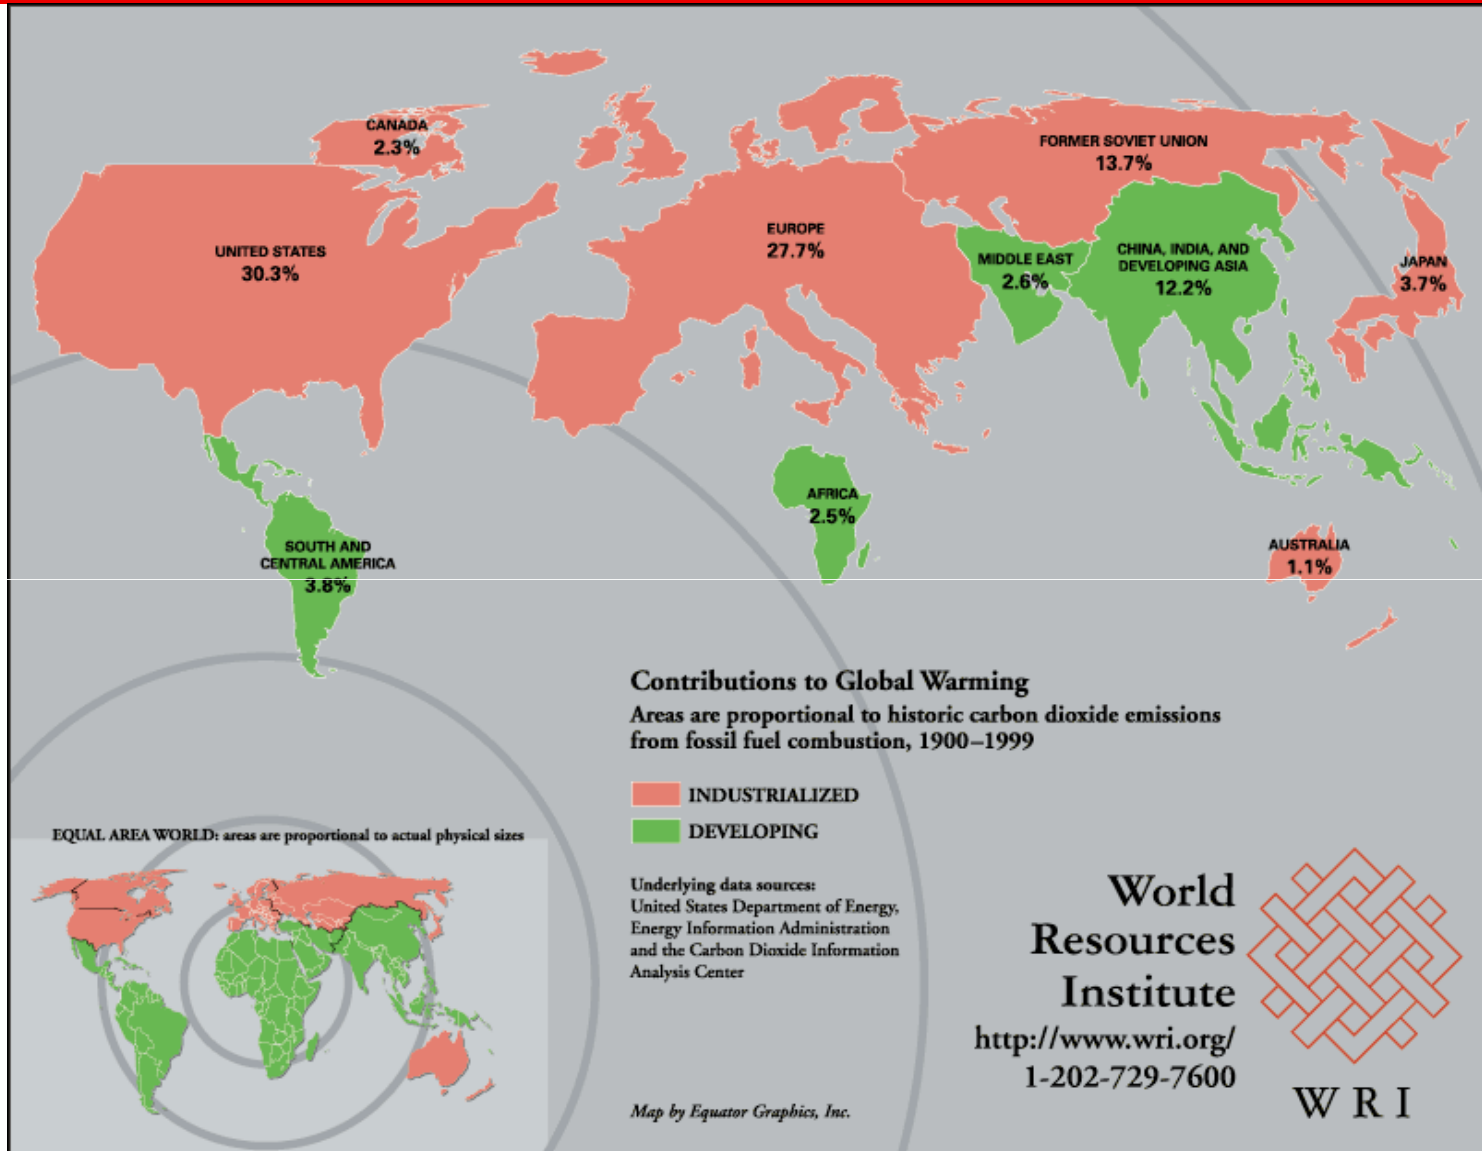 CANADA
2.3%
FORMER SOVIET UNION
13.7%
UNITED STATES
30.3%
EUROPE
27.7%
MIDDLE EAST
2.6%
CHINA, INDIA, AND
DEVELOPING ASIA
12.2%
JAPAN
3.7%
AFRICA
2.5%
SOUTH AND
CENTRAL AMERICA
3.8%
AUSTRALIA
1.1%
Contributions to Global Warming
Areas are proportional to historic carbon dioxide emissions
from fossil fuel combustion, 1900–1999
INDUSTRIALIZED
DEVELOPING
EQUAL AREA WORLD: areas are proportional to actual physical sizes
Underlying data sources:
United States Department of Energy,
Energy Information Administration
and the Carbon Dioxide Information
Analysis Center
Map by Equator Graphics, Inc.
World
Resources
Institute
http://www.wri.org/
1-202-729-7600
W R I